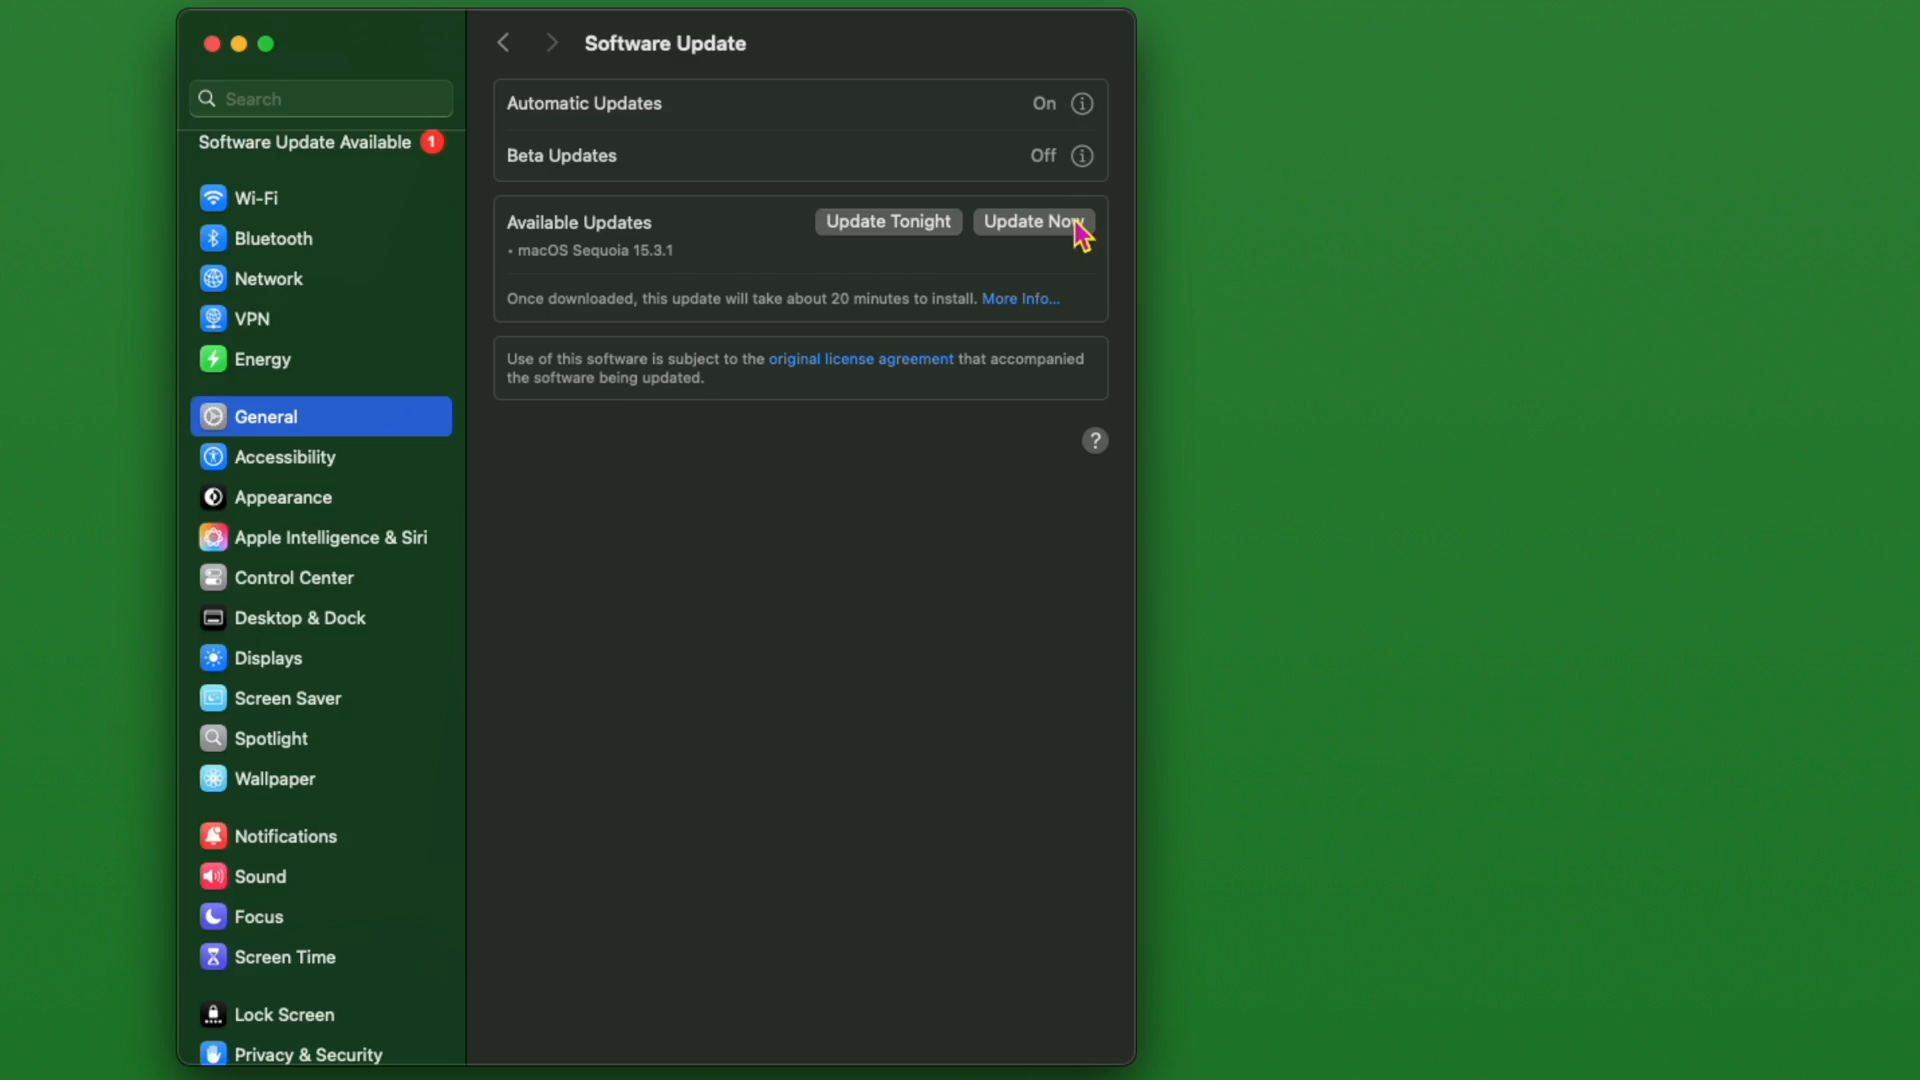 Software Update
Search
Software Update Available 1
Wi-Fi
Bluetooth
Network
VPN
Energy
General
Accessibility
Appearance
Apple Intelligence & Siri
Control Center
Desktop & Dock
Displays
Screen Saver
Spotlight
Wallpaper
Notifications
Sound
Focus
Screen Time
Lock Screen
Privacy & Security
Automatic Updates On
Beta Updates Off
Available Updates Update Tonight Update Now
• macOS Sequoia 15.3.1
Once downloaded, this update will take about 20 minutes to install. More Info...
Use of this software is subject to the original license agreement that accompanied
the software being updated.
?